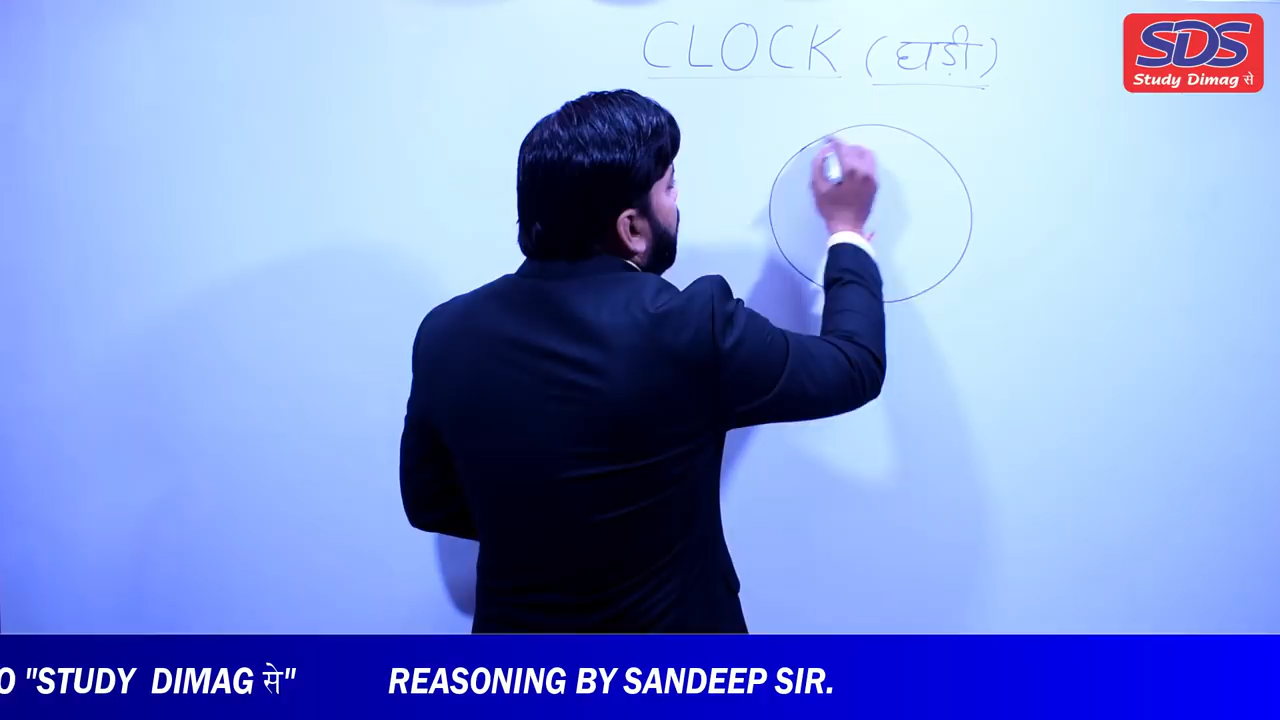 CLOCK (घड़ी)
SDS
Study Dimag से
O "STUDY DIMAG से" REASONING BY SANDEEP SIR.